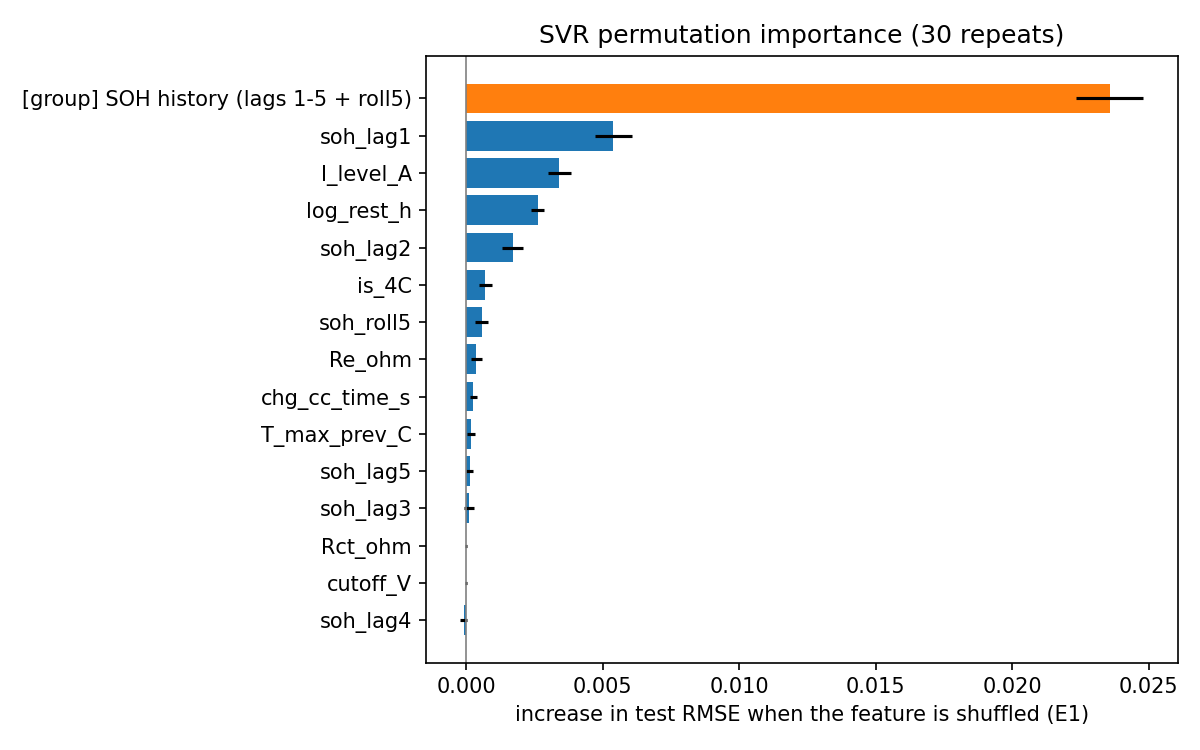 SVR permutation importance (30 repeats)
[group] SOH history (lags 1-5 + roll5)
soh_lag1
I_level_A
log_rest_h
soh_lag2
is_4C
soh_roll5
Re_ohm
chg_cc_time_s
T_max_prev_C
soh_lag5
soh_lag3
Rct_ohm
cutoff_V
soh_lag4
0.000 0.005 0.010 0.015 0.020 0.025
increase in test RMSE when the feature is shuffled (E1)